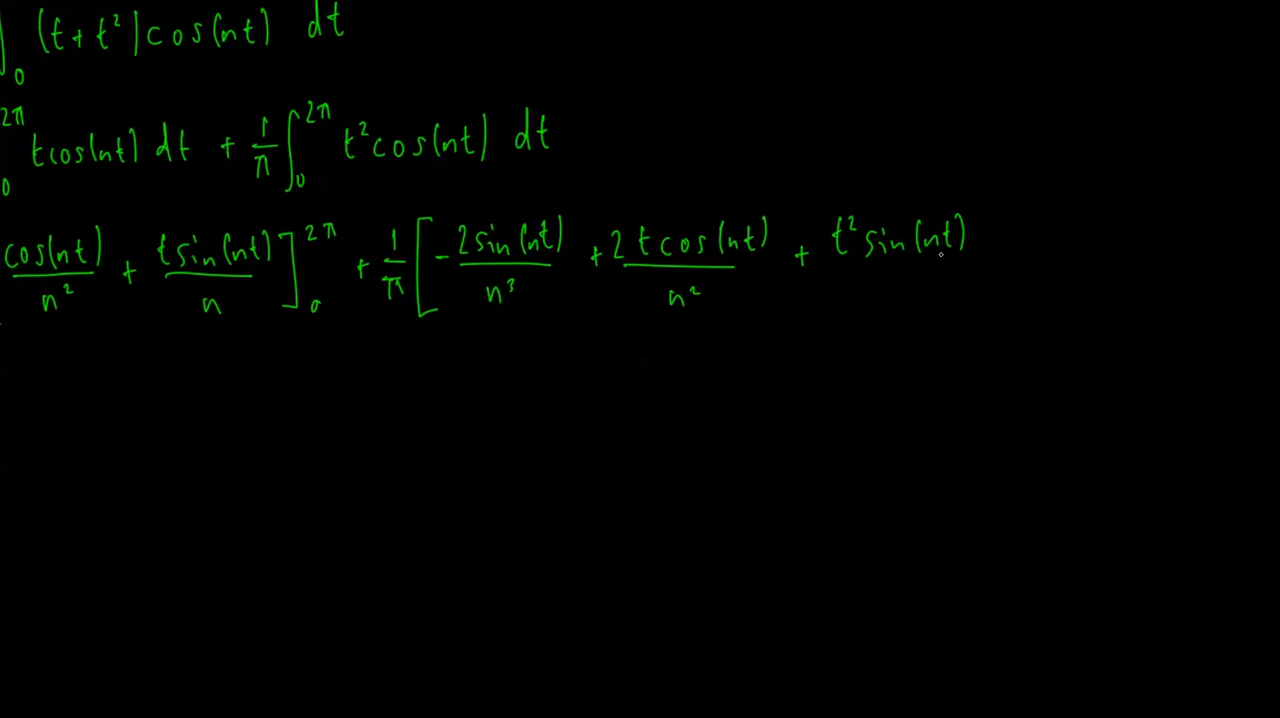 ∫₀ (t + t²) cos(nt) dt
∫₀^2π t cos(nt) dt + 1/π ∫₀^2π t² cos(nt) dt
cos(nt)/n² + t sin(nt)/n ]₀^2π + 1/π [ - 2 sin(nt)/n³ + 2 t cos(nt)/n² + t² sin(nt)